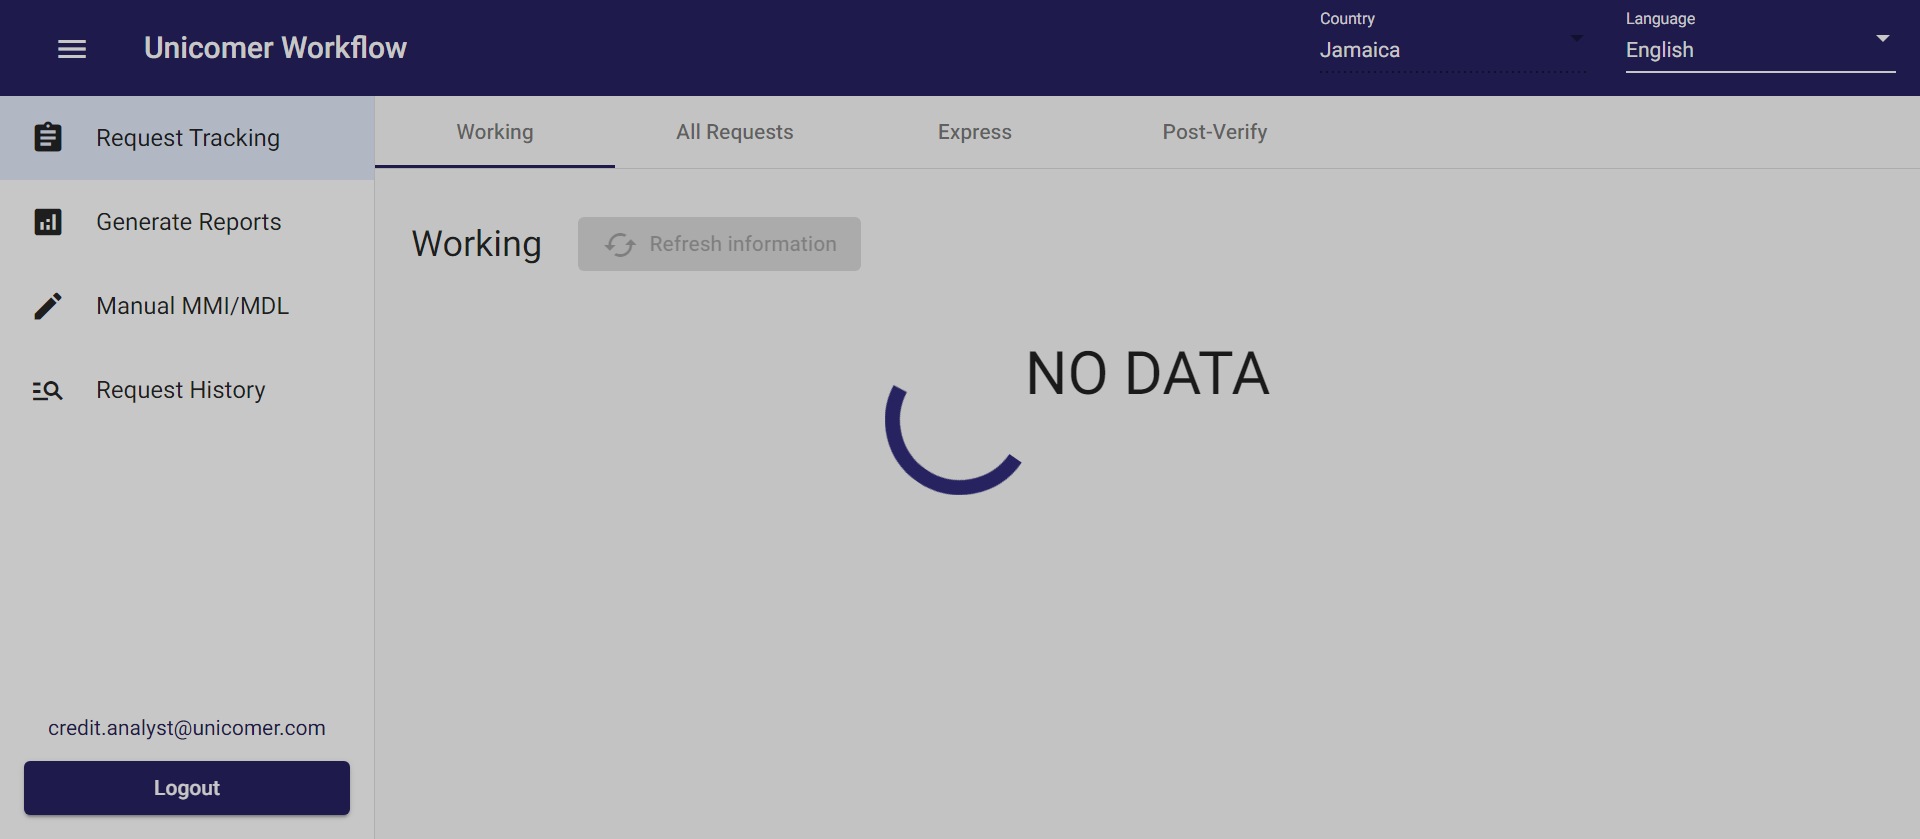 Unicomer Workflow
Country
Jamaica
Language
English
Request Tracking
Generate Reports
Manual MMI/MDL
Request History
credit.analyst@unicomer.com
Logout
Working
All Requests
Express
Post-Verify
Working
Refresh information
NO DATA